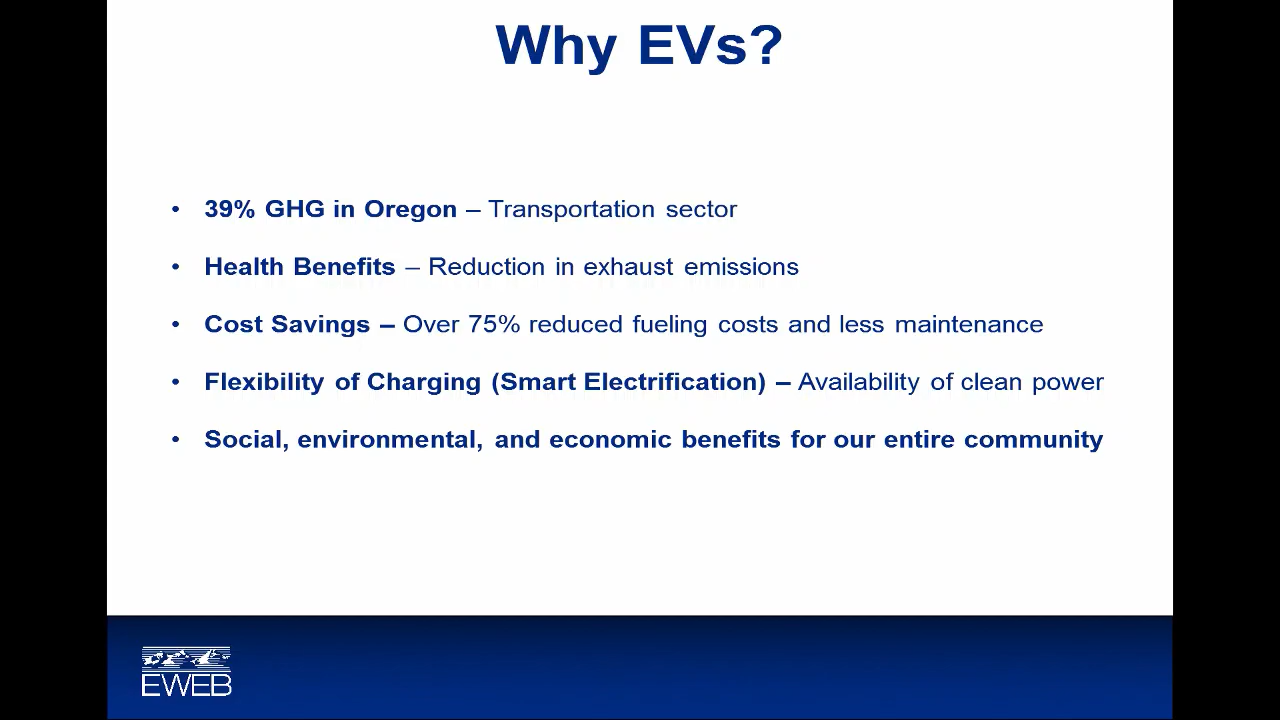 Why EVs?
• 39% GHG in Oregon – Transportation sector
• Health Benefits – Reduction in exhaust emissions
• Cost Savings – Over 75% reduced fueling costs and less maintenance
• Flexibility of Charging (Smart Electrification) – Availability of clean power
• Social, environmental, and economic benefits for our entire community
EWEB